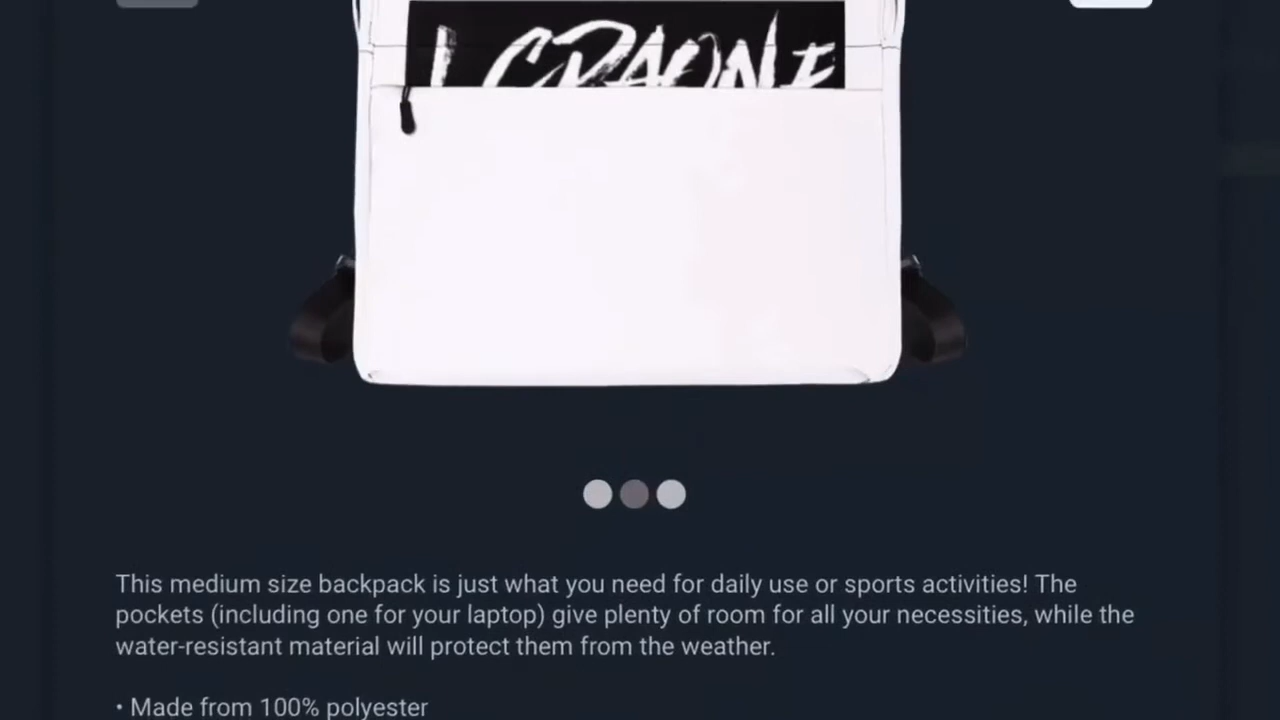 This medium size backpack is just what you need for daily use or sports activities! The
pockets (including one for your laptop) give plenty of room for all your necessities, while the
water-resistant material will protect them from the weather.
• Made from 100% polyester